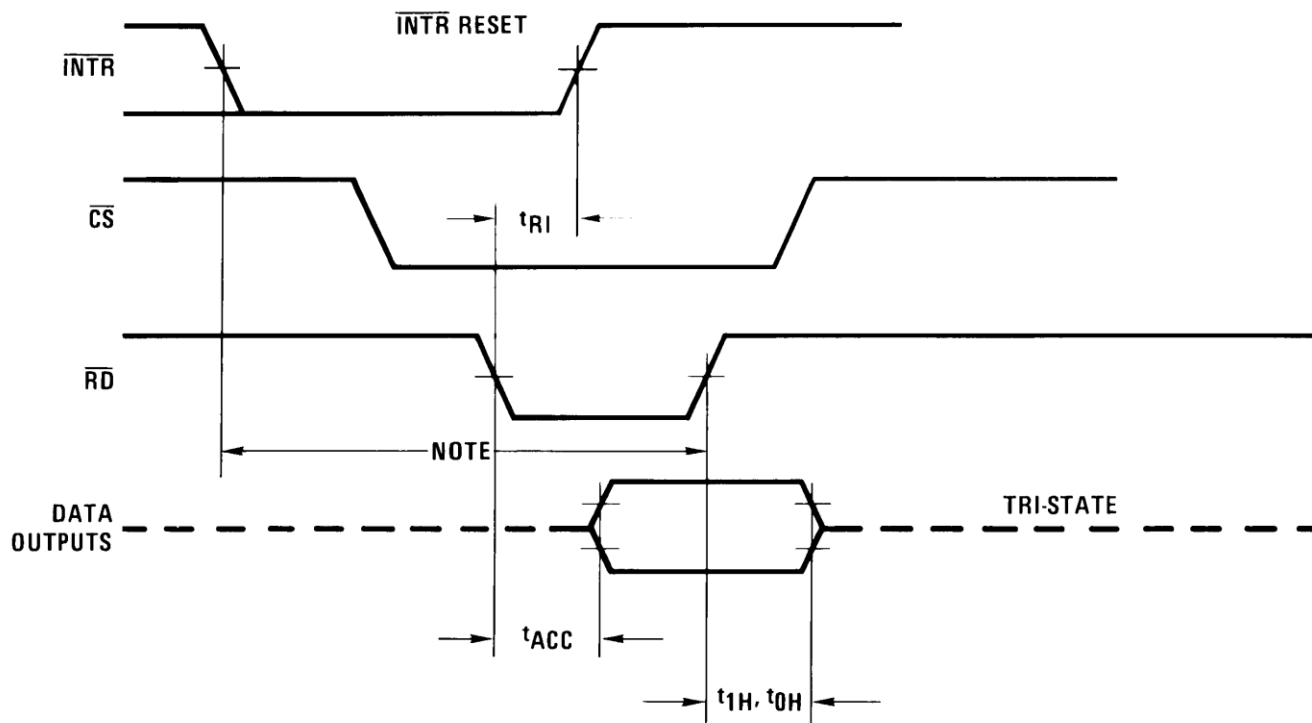 INTR RESET
INTR
CS
tRI
RD
NOTE
DATA
OUTPUTS
TRI-STATE
tACC
t1H, t0H